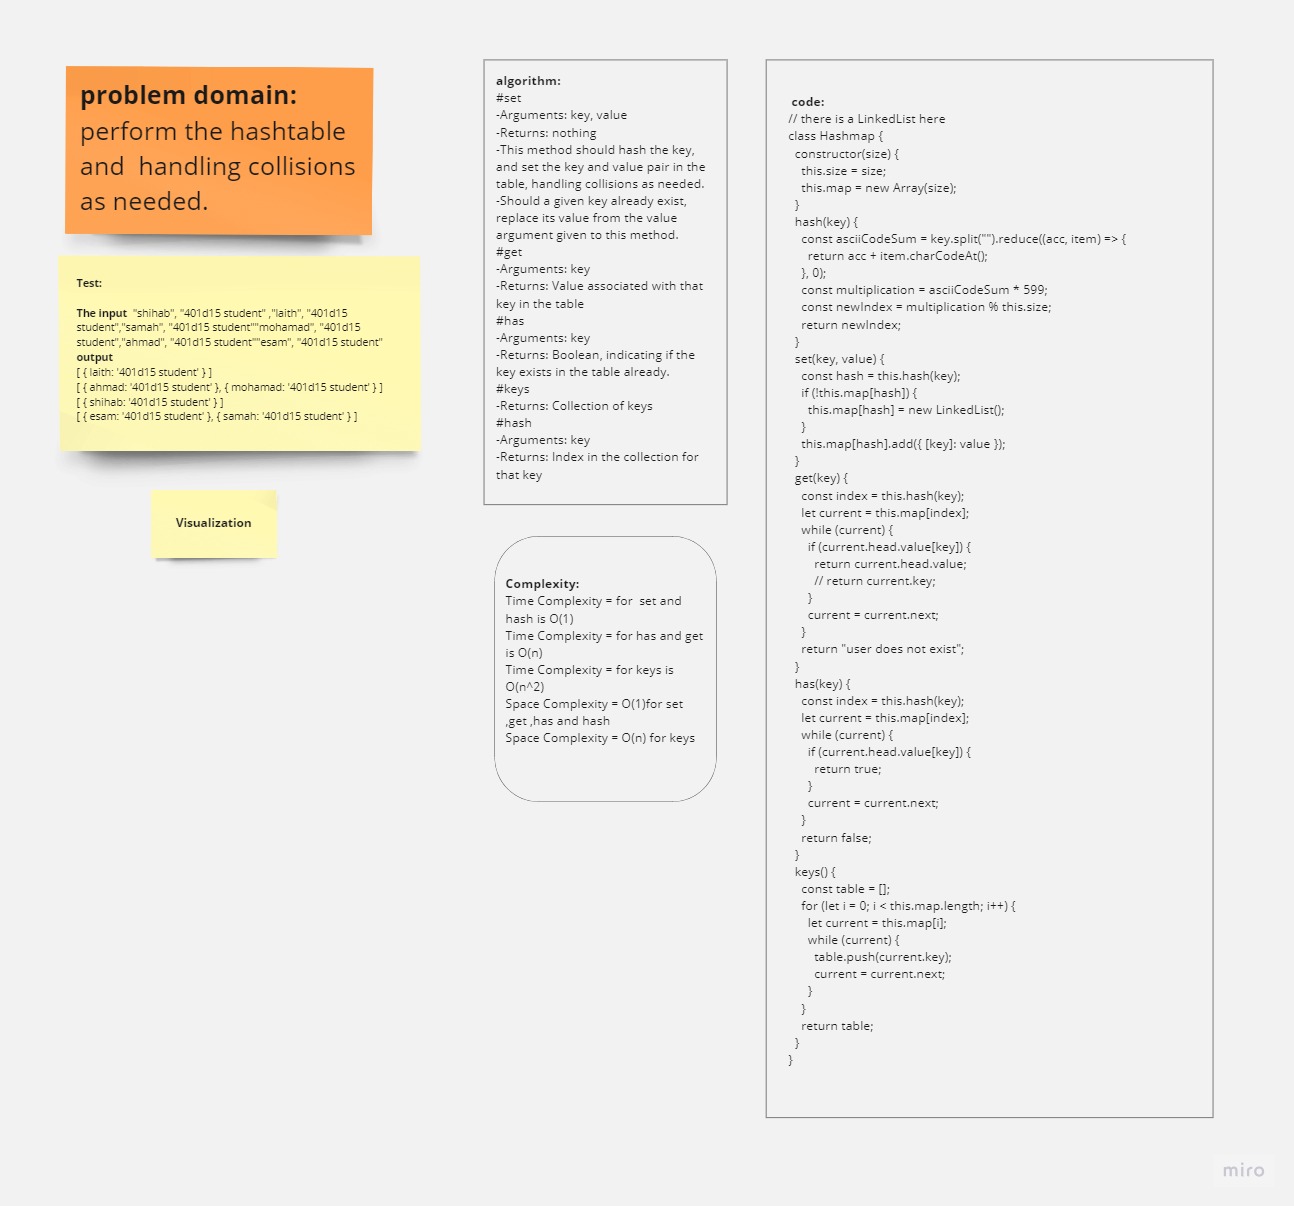 problem domain:
perform the hashtable
and  handling collisions
as needed.
Test:
The input  "shihab", "401d15 student" ,"laith", "401d15
student","samah", "401d15 student""mohamad", "401d15
student","ahmad", "401d15 student""esam", "401d15 student"
output
[ { laith: '401d15 student' } ]
[ { ahmad: '401d15 student' }, { mohamad: '401d15 student' } ]
[ { shihab: '401d15 student' } ]
[ { esam: '401d15 student' }, { samah: '401d15 student' } ]
Visualization
algorithm:
#set
-Arguments: key, value
-Returns: nothing
-This method should hash the key,
and set the key and value pair in the
table, handling collisions as needed.
-Should a given key already exist,
replace its value from the value
argument given to this method.
#get
-Arguments: key
-Returns: Value associated with that
key in the table
#has
-Arguments: key
-Returns: Boolean, indicating if the
key exists in the table already.
#keys
-Returns: Collection of keys
#hash
-Arguments: key
-Returns: Index in the collection for
that key
Complexity:
Time Complexity = for  set and
hash is O(1)
Time Complexity = for has and get
is O(n)
Time Complexity = for keys is
O(n^2)
Space Complexity = O(1)for set
,get ,has and hash
Space Complexity = O(n) for keys
code:
// there is a LinkedList here
class Hashmap {
  constructor(size) {
    this.size = size;
    this.map = new Array(size);
  }
  hash(key) {
    const asciiCodeSum = key.split("").reduce((acc, item) => {
      return acc + item.charCodeAt();
    }, 0);
    const multiplication = asciiCodeSum * 599;
    const newIndex = multiplication % this.size;
    return newIndex;
  }
  set(key, value) {
    const hash = this.hash(key);
    if (!this.map[hash]) {
      this.map[hash] = new LinkedList();
    }
    this.map[hash].add({ [key]: value });
  }
  get(key) {
    const index = this.hash(key);
    let current = this.map[index];
    while (current) {
      if (current.head.value[key]) {
        return current.head.value;
        // return current.key;
      }
      current = current.next;
    }
    return "user does not exist";
  }
  has(key) {
    const index = this.hash(key);
    let current = this.map[index];
    while (current) {
      if (current.head.value[key]) {
        return true;
      }
      current = current.next;
    }
    return false;
  }
  keys() {
    const table = [];
    for (let i = 0; i < this.map.length; i++) {
      let current = this.map[i];
      while (current) {
        table.push(current.key);
        current = current.next;
      }
    }
    return table;
  }
}
miro